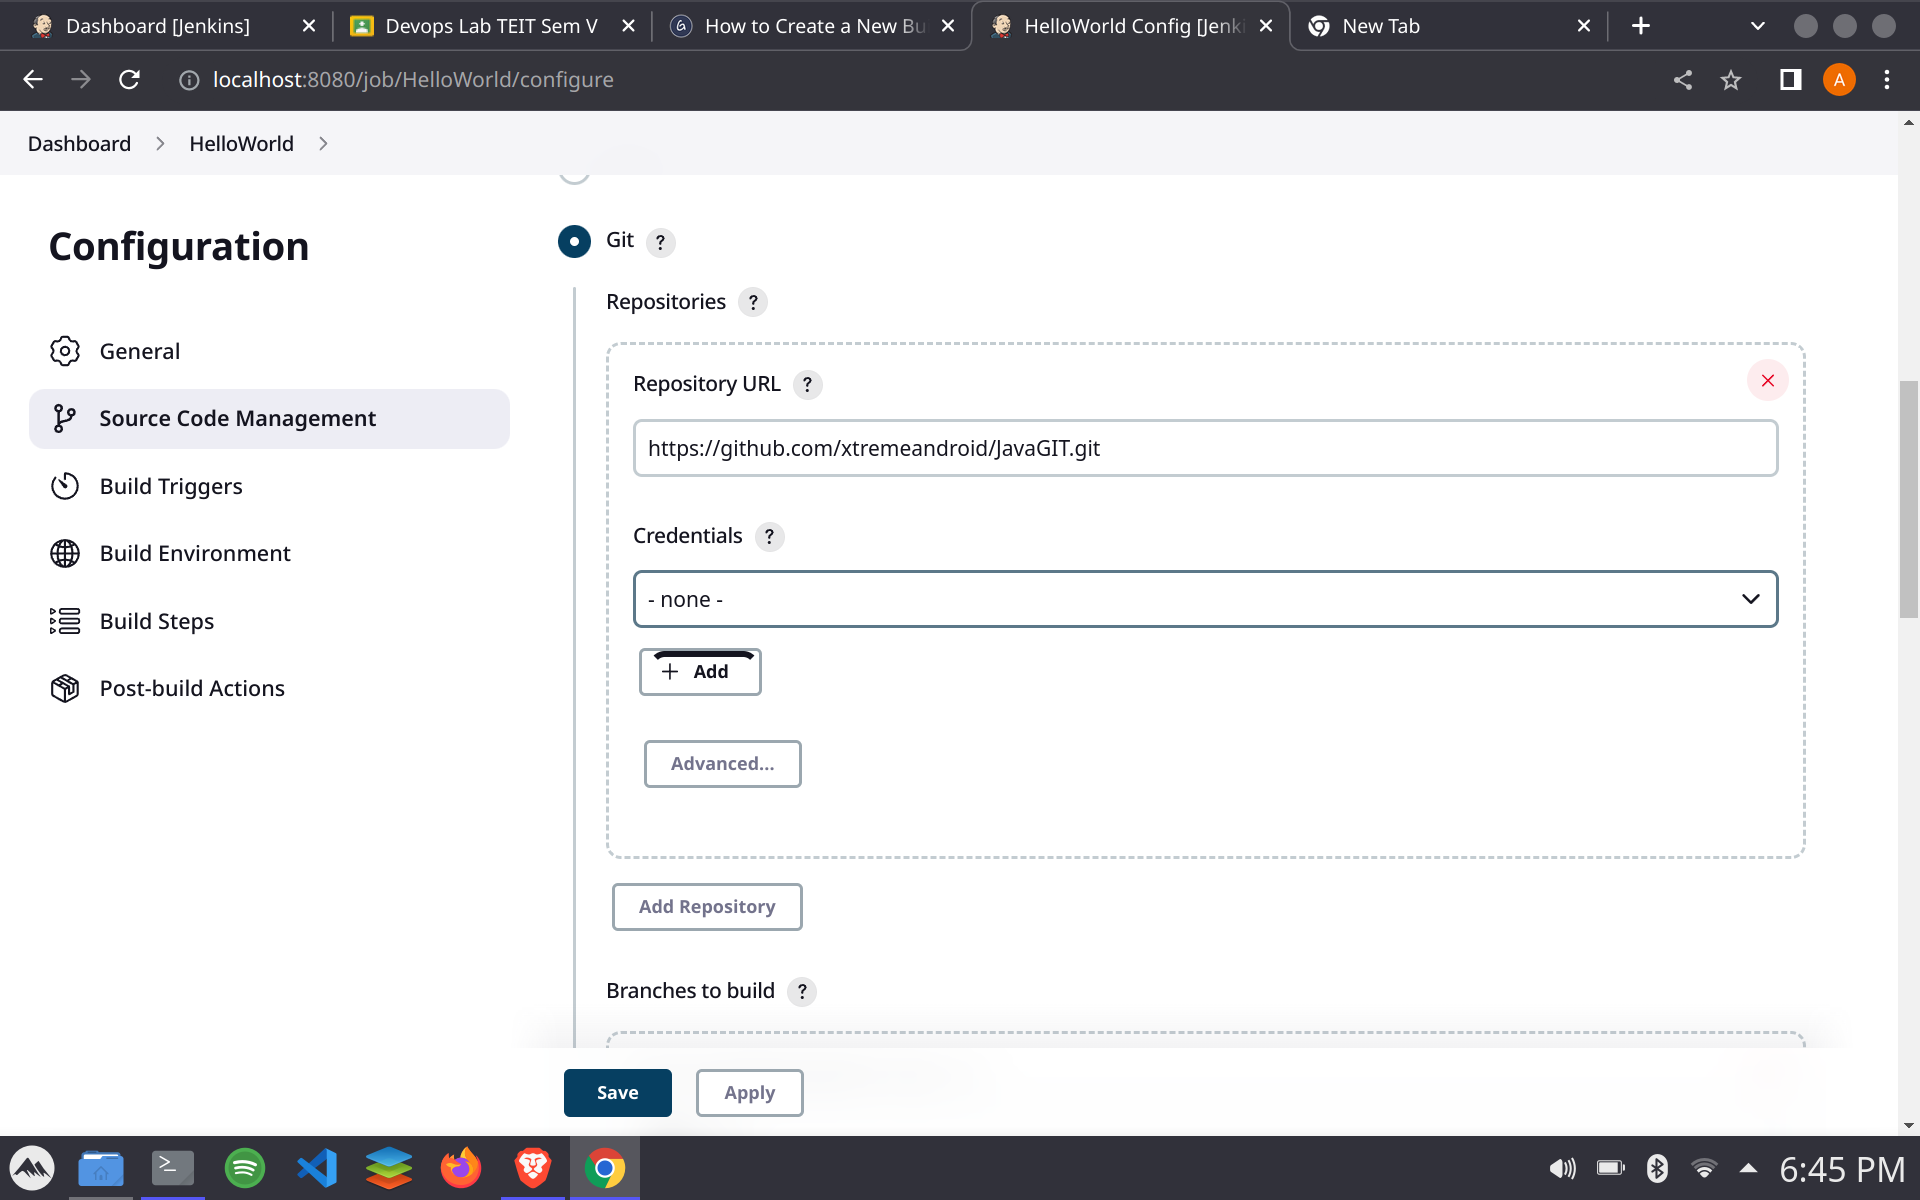 Dashboard [Jenkins]
Devops Lab TEIT Sem V
How to Create a New Bu
HelloWorld Config [Jenki
New Tab
localhost:8080/job/HelloWorld/configure
A
Dashboard
HelloWorld
Configuration
General
Source Code Management
Build Triggers
Build Environment
Build Steps
Post-build Actions
Git ?
Repositories ?
Repository URL ?
https://github.com/xtremeandroid/JavaGIT.git
Credentials ?
- none -
+ Add
Advanced...
Add Repository
Branches to build ?
Save
Apply
6:45 PM